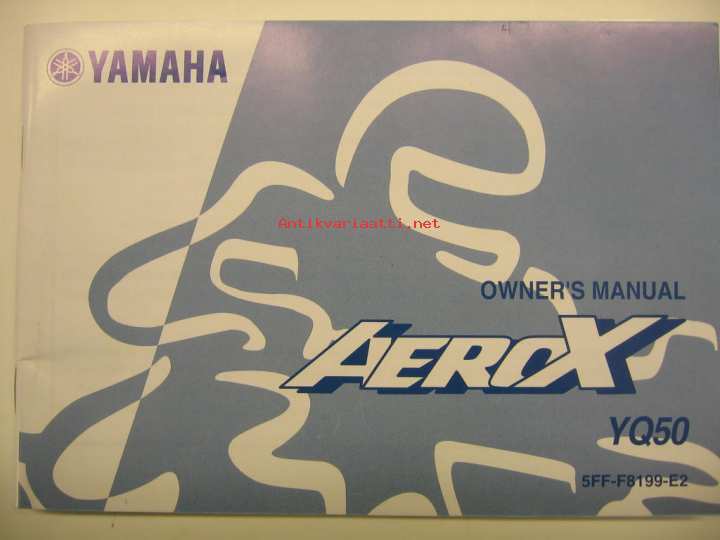 YAMAHA
Antikvariaatti.net
OWNER'S MANUAL
AEROX
YQ50
5FF-F8199-E2